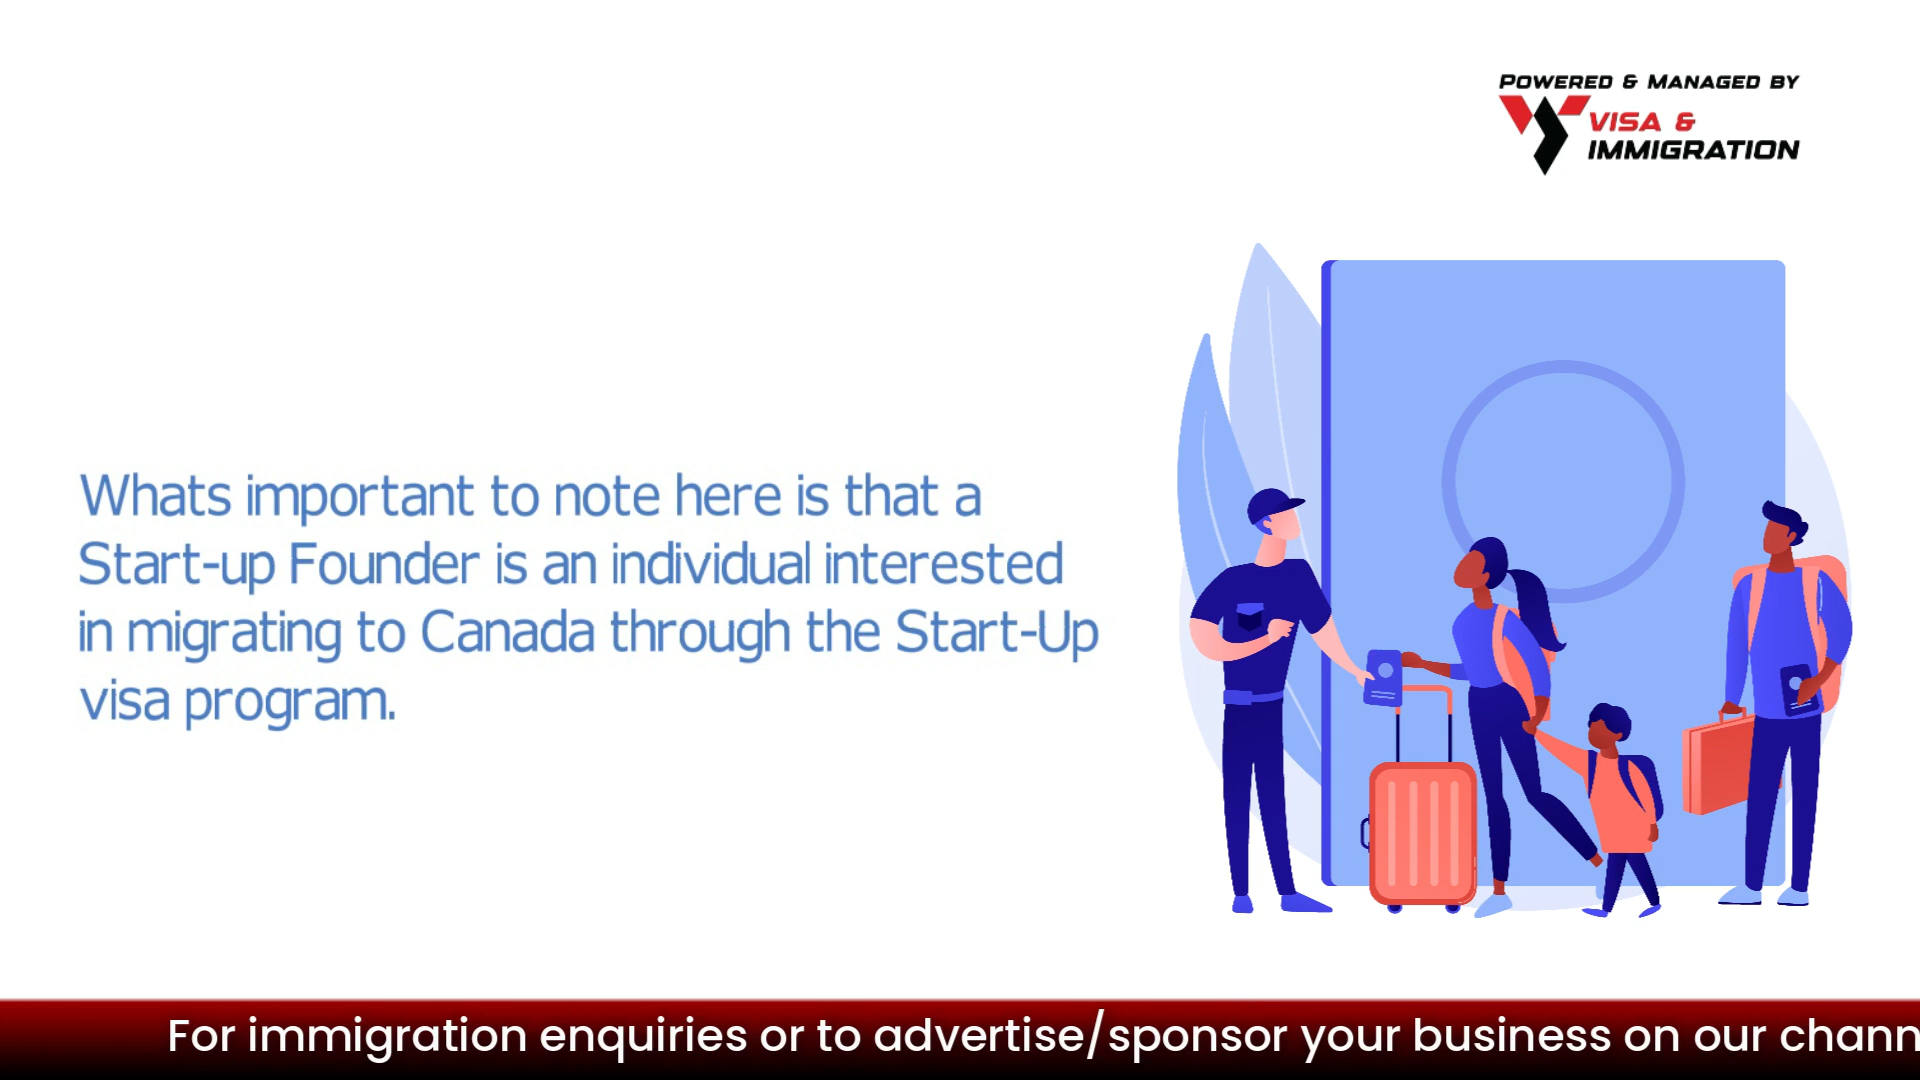 POWERED & MANAGED BY
VISA &
IMMIGRATION
Whats important to note here is that a
Start-up Founder is an individual interested
in migrating to Canada through the Start-Up
visa program.
For immigration enquiries or to advertise/sponsor your business on our chann